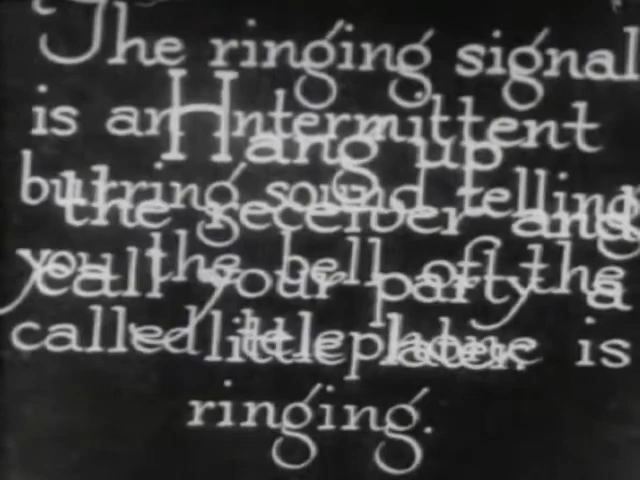 The ringing signal
is an intermittent
Hang up
burring sound telling
the receiver and
you the bell of the
call your party a
called telephone is
little later.
ringing.